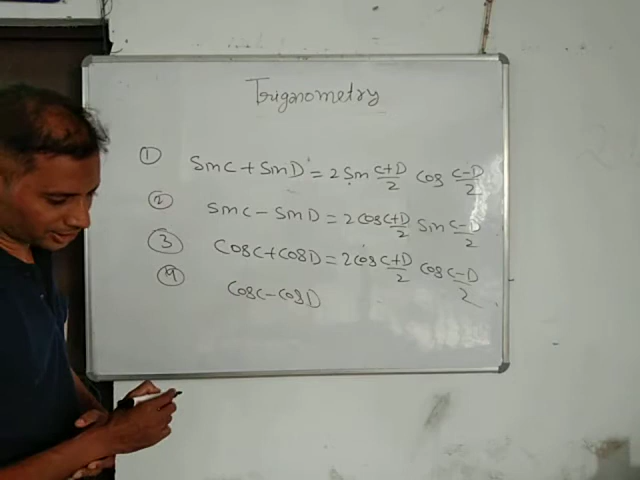 Trigonometry
① Sinc + SinD = 2 Sin C+D/2 Cos C-D/2
② Sinc - SinD = 2 Cos C+D/2 Sin C-D/2
③ Cosc + CosD = 2 Cos C+D/2 Cos C-D/2
④ Cosc - CosD